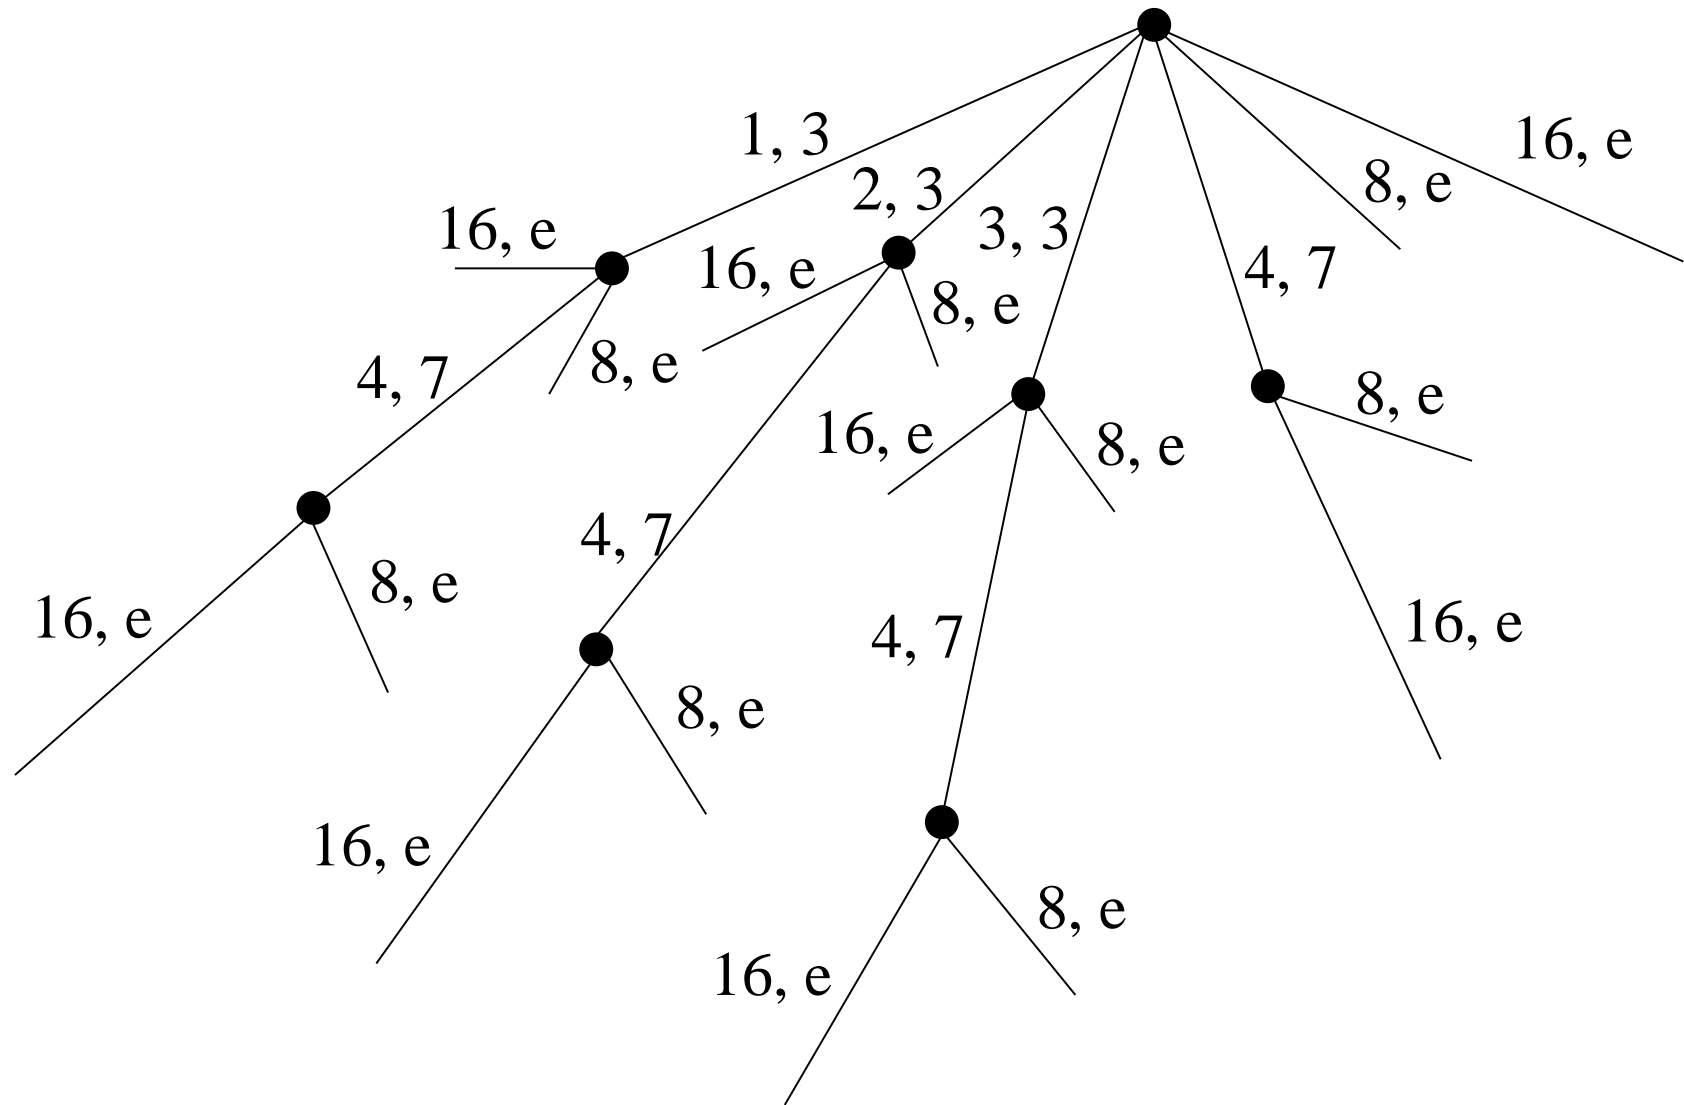 1, 3
16, e
2, 3
8, e
16, e
3, 3
16, e
4, 7
8, e
8, e
4, 7
8, e
16, e
8, e
4, 7
8, e
16, e
16, e
4, 7
8, e
16, e
8, e
16, e